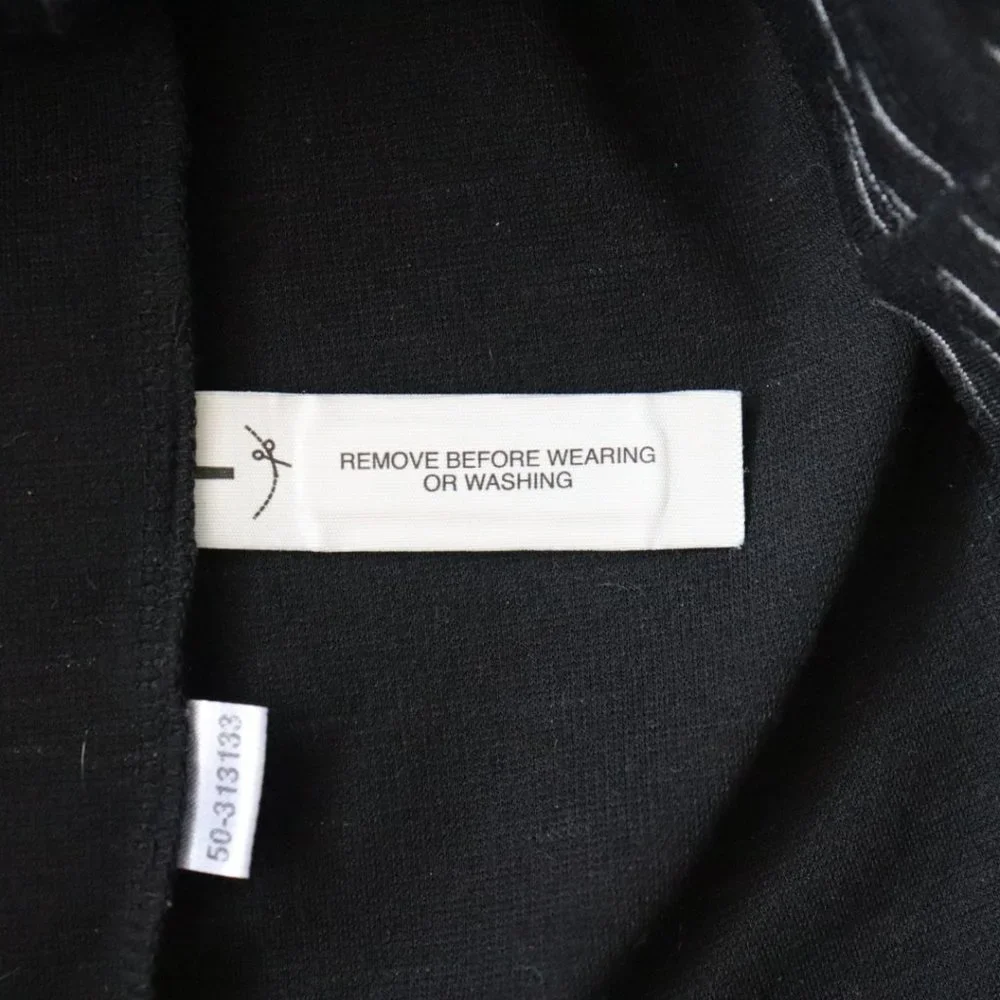 REMOVE BEFORE WEARING
OR WASHING
50-313133